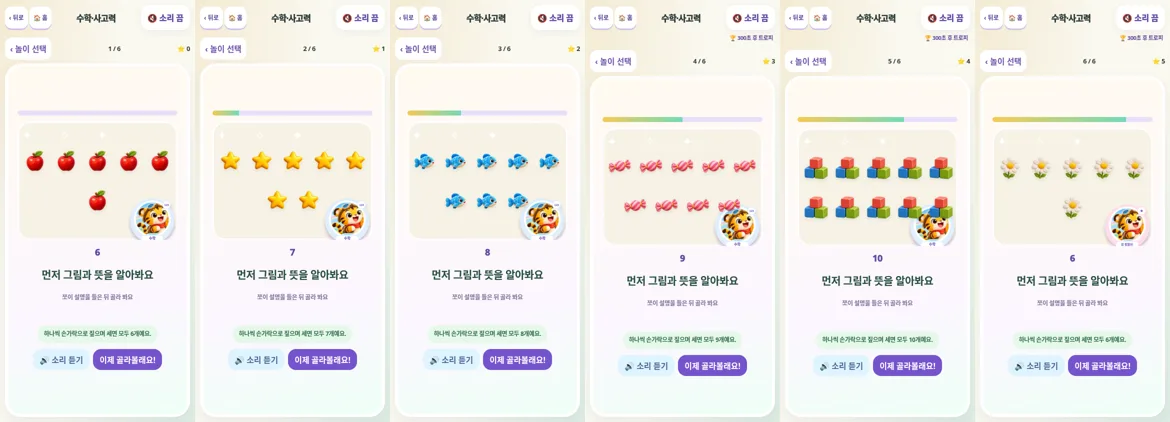 ‹ 뒤로 🏠 홈 수학·사고력 🔇 소리 끔
‹ 놀이 선택 1 / 6 ⭐ 0
수학
6
먼저 그림과 뜻을 알아봐요
쪼이 설명을 들은 뒤 골라 봐요
하나씩 손가락으로 짚으며 세면 모두 6개예요.
🔊 소리 듣기 이제 골라볼래요!
‹ 뒤로 🏠 홈 수학·사고력 🔇 소리 끔
‹ 놀이 선택 2 / 6 ⭐ 1
수학
7
먼저 그림과 뜻을 알아봐요
쪼이 설명을 들은 뒤 골라 봐요
하나씩 손가락으로 짚으며 세면 모두 7개예요.
🔊 소리 듣기 이제 골라볼래요!
‹ 뒤로 🏠 홈 수학·사고력 🔇 소리 끔
‹ 놀이 선택 3 / 6 ⭐ 2
수학
8
먼저 그림과 뜻을 알아봐요
쪼이 설명을 들은 뒤 골라 봐요
하나씩 손가락으로 짚으며 세면 모두 8개예요.
🔊 소리 듣기 이제 골라볼래요!
‹ 뒤로 🏠 홈 수학·사고력 🔇 소리 끔
🏆 300초 후 트로피
‹ 놀이 선택 4 / 6 ⭐ 3
수학
9
먼저 그림과 뜻을 알아봐요
쪼이 설명을 들은 뒤 골라 봐요
하나씩 손가락으로 짚으며 세면 모두 9개예요.
🔊 소리 듣기 이제 골라볼래요!
‹ 뒤로 🏠 홈 수학·사고력 🔇 소리 끔
🏆 300초 후 트로피
‹ 놀이 선택 5 / 6 ⭐ 4
수학
10
먼저 그림과 뜻을 알아봐요
쪼이 설명을 들은 뒤 골라 봐요
하나씩 손가락으로 짚으며 세면 모두 10개예요.
🔊 소리 듣기 이제 골라볼래요!
‹ 뒤로 🏠 홈 수학·사고력 🔇 소리 끔
🏆 300초 후 트로피
‹ 놀이 선택 6 / 6 ⭐ 5
6
먼저 그림과 뜻을 알아봐요
쪼이 설명을 들은 뒤 골라 봐요
하나씩 손가락으로 짚으며 세면 모두 6개예요.
🔊 소리 듣기 이제 골라볼래요!